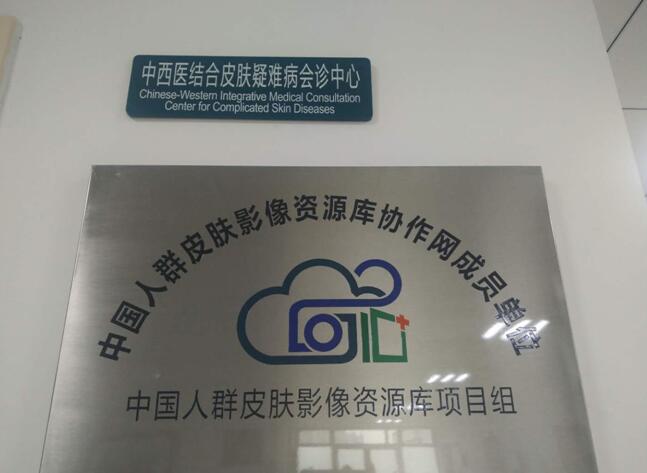 中西医结合皮肤疑难病会诊中心
Chinese-Western Integrative Medical Consultation
Center for Complicated Skin Diseases
中国人群皮肤影像资源库协作网成员单位
中国人群皮肤影像资源库项目组